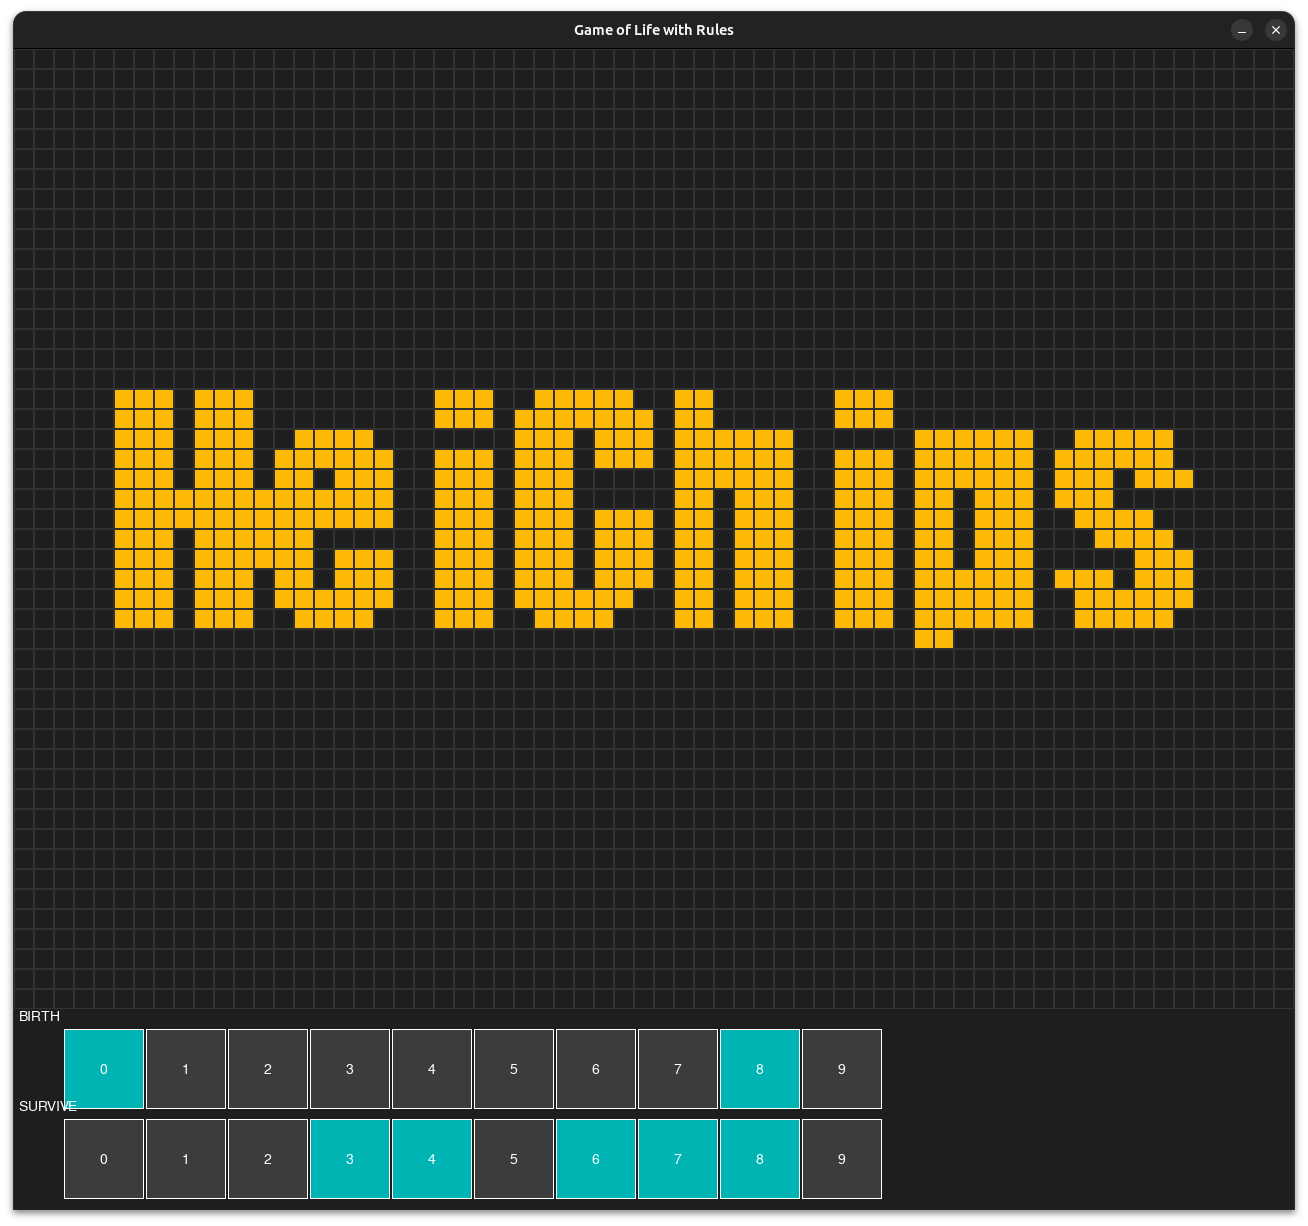 Game of Life with Rules
KeiChips
BIRTH
0 1 2 3 4 5 6 7 8 9
SURVIVE
0 1 2 3 4 5 6 7 8 9